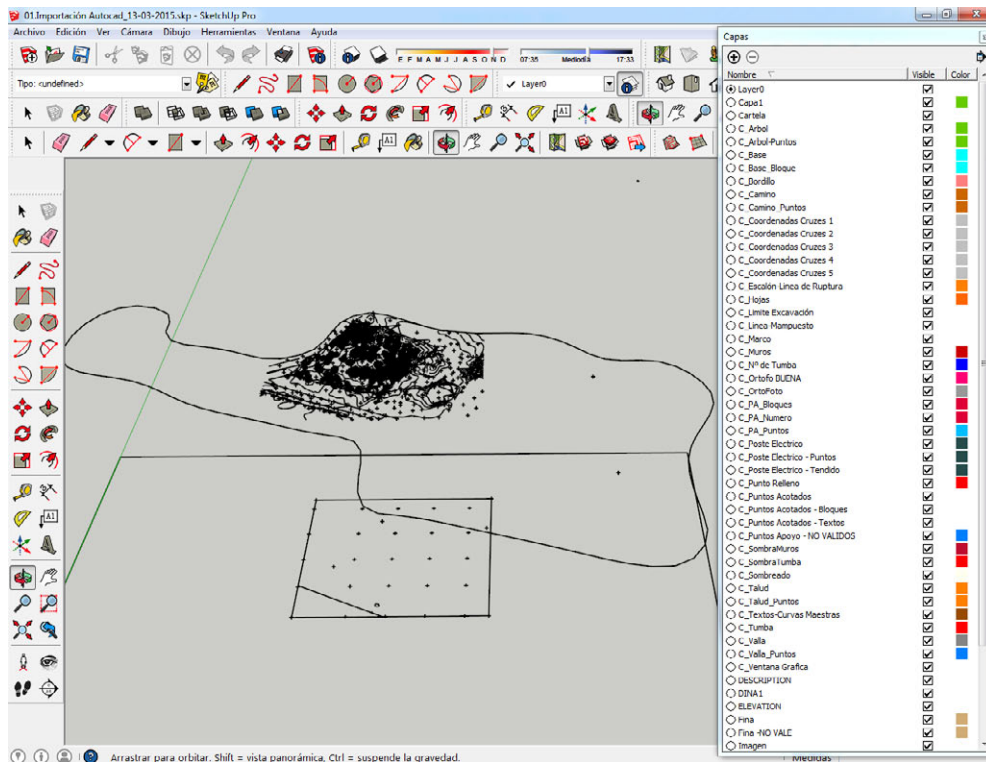 01.Importación Autocad_13-03-2015.skp - SketchUp Pro
Archivo Edición Ver Cámara Dibujo Herramientas Ventana Ayuda
E F M A M J J A S O N D 07:35 Mediodía 17:33
Tipo: <undefined>
Layer0
A1
A1
A1
Capas
Nombre Visible Color
Layer0
Capa1
Cartela
C_Arbol
C_Arbol-Puntos
C_Base
C_Base_Bloque
C_Bordillo
C_Camino
C_Camino_Puntos
C_Coordenadas Cruzes 1
C_Coordenadas Cruzes 2
C_Coordenadas Cruzes 3
C_Coordenadas Cruzes 4
C_Coordenadas Cruzes 5
C_Escalón Linea de Ruptura
C_Hojas
C_Limite Excavación
C_Linea Mampuesto
C_Marco
C_Muros
C_Nº de Tumba
C_Ortofo BUENA
C_OrtoFoto
C_PA_Bloques
C_PA_Numero
C_PA_Puntos
C_Poste Electrico
C_Poste Electrico - Puntos
C_Poste Electrico - Tendido
C_Punto Relleno
C_Puntos Acotados
C_Puntos Acotados - Bloques
C_Puntos Acotados - Textos
C_Puntos Apoyo - NO VALIDOS
C_SombraMuros
C_SombraTumba
C_Sombreado
C_Talud
C_Talud_Puntos
C_Textos-Curvas Maestras
C_Tumba
C_Valla
C_Valla_Puntos
C_Ventana Grafica
DESCRIPTION
DINA1
ELEVATION
Fina
Fina -NO VALE
Imagen
Arrastrar para orbitar. Shift = vista panorámica, Ctrl = suspende la gravedad.
Medidas